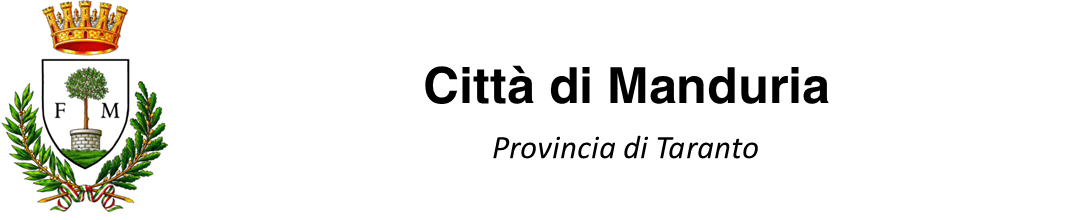 F M
Città di Manduria
Provincia di Taranto